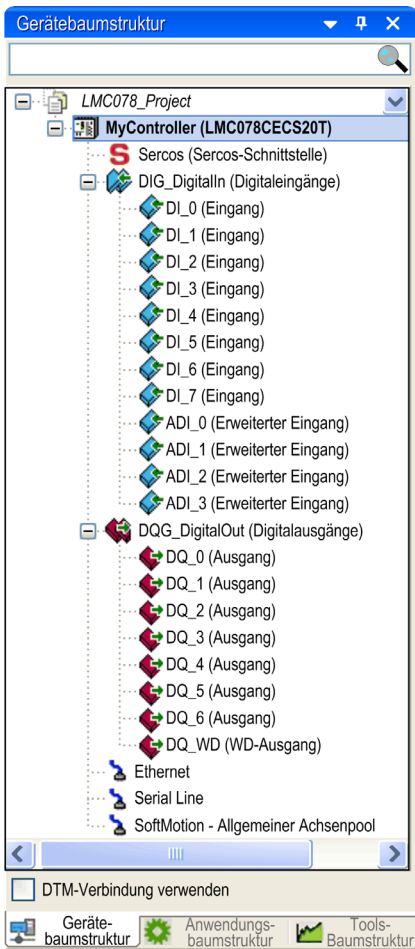 Gerätebaumstruktur
LMC078_Project
MyController (LMC078CECS20T)
Sercos (Sercos-Schnittstelle)
DIG_DigitalIn (Digitaleingänge)
DI_0 (Eingang)
DI_1 (Eingang)
DI_2 (Eingang)
DI_3 (Eingang)
DI_4 (Eingang)
DI_5 (Eingang)
DI_6 (Eingang)
DI_7 (Eingang)
ADI_0 (Erweiterter Eingang)
ADI_1 (Erweiterter Eingang)
ADI_2 (Erweiterter Eingang)
ADI_3 (Erweiterter Eingang)
DQG_DigitalOut (Digitalausgänge)
DQ_0 (Ausgang)
DQ_1 (Ausgang)
DQ_2 (Ausgang)
DQ_3 (Ausgang)
DQ_4 (Ausgang)
DQ_5 (Ausgang)
DQ_6 (Ausgang)
DQ_WD (WD-Ausgang)
Ethernet
Serial Line
SoftMotion - Allgemeiner Achsenpool
DTM-Verbindung verwenden
Geräte-
baumstruktur
Anwendungs-
baumstruktur
Tools-
Baumstruktur